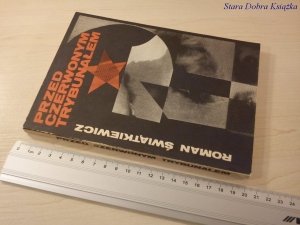 Stara Dobra Książka
PRZED
CZERWONYM
TRYBUNAŁEM
ROMAN ŚWIĄTKIEWICZ